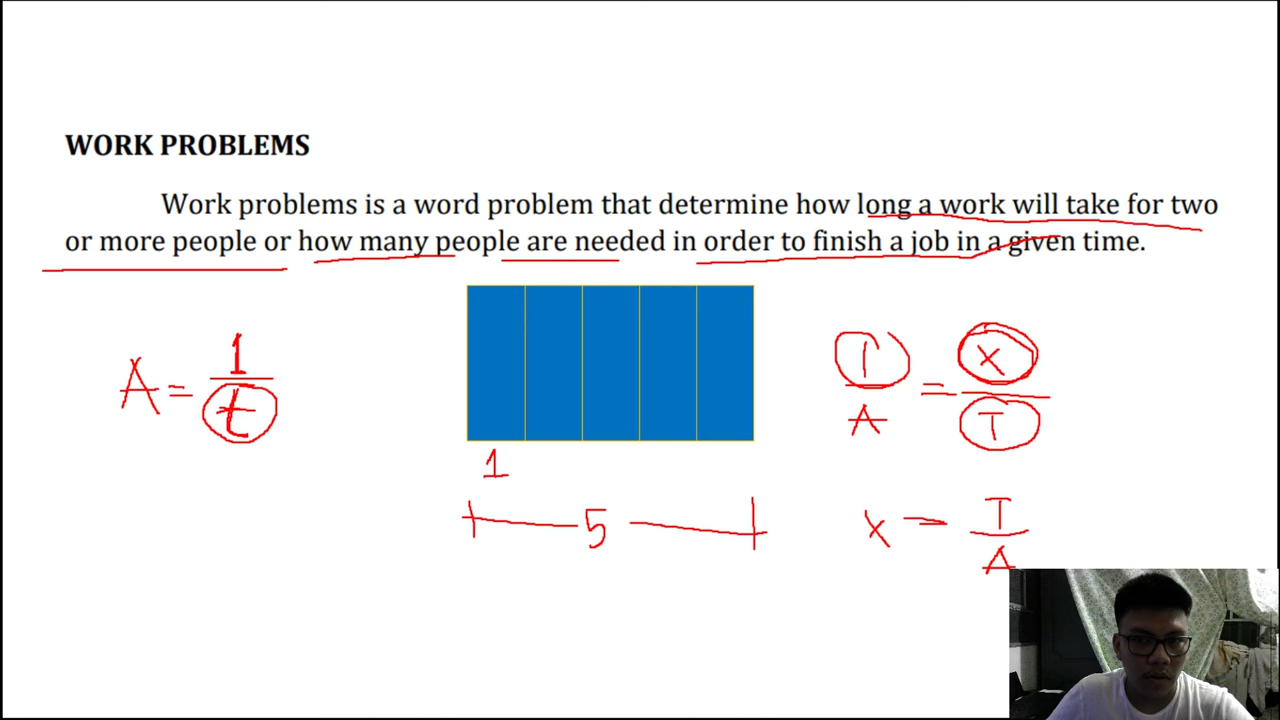 WORK PROBLEMS
Work problems is a word problem that determine how long a work will take for two
or more people or how many people are needed in order to finish a job in a given time.
A = 1/t
1/A = x/T
1
5
x = T/A